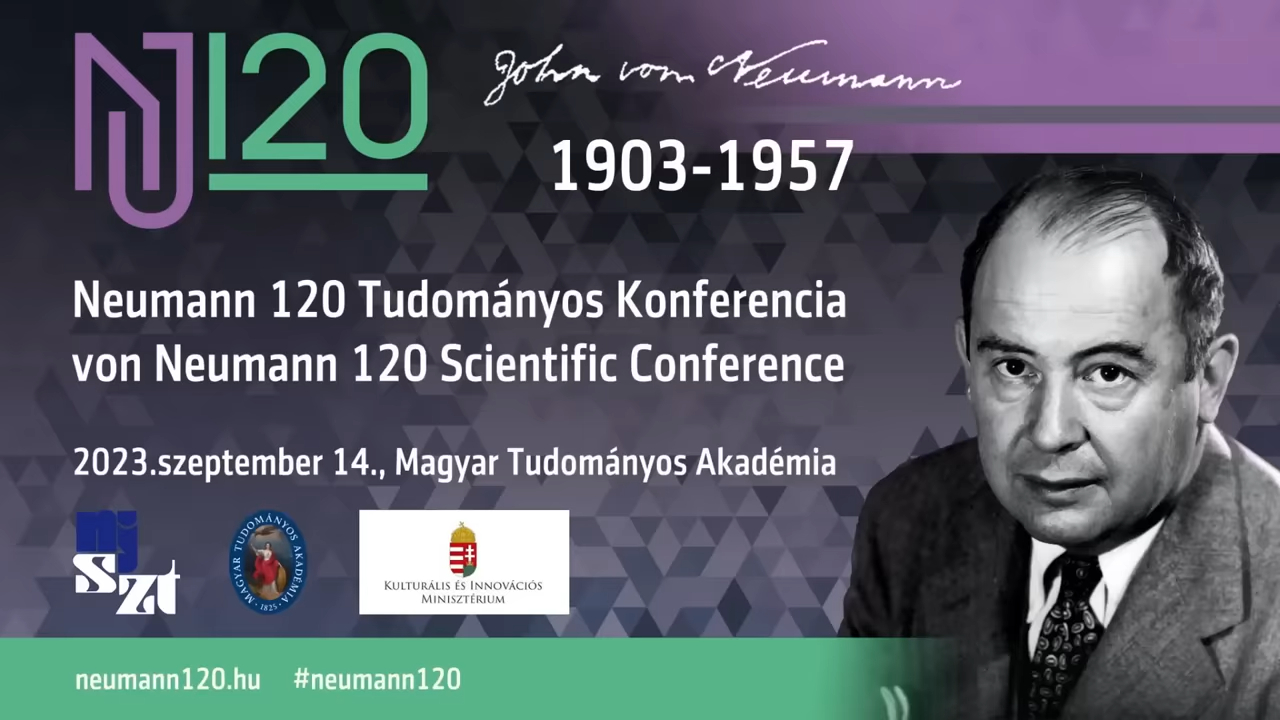 NJ120
John von Neumann
1903-1957
Neumann 120 Tudományos Konferencia
von Neumann 120 Scientific Conference
2023.szeptember 14., Magyar Tudományos Akadémia
njszt
MAGYAR TUDOMÁNYOS AKADÉMIA · 1825 ·
KULTURÁLIS ÉS INNOVÁCIÓS
MINISZTÉRIUM
neumann120.hu #neumann120